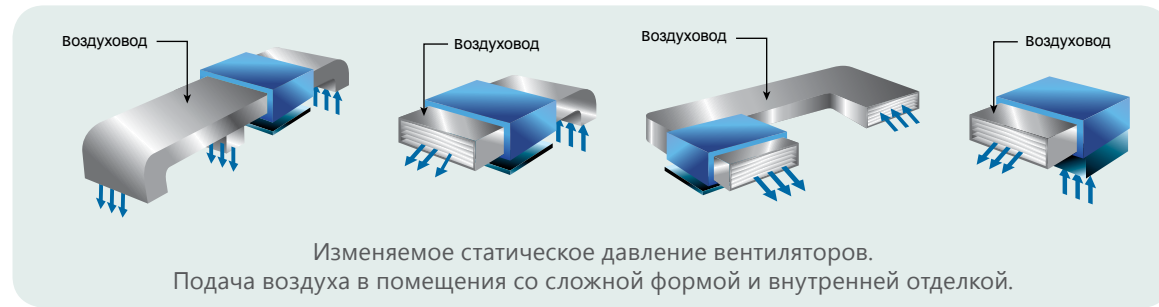 Воздуховод
Воздуховод
Воздуховод
Воздуховод
Изменяемое статическое давление вентиляторов.
Подача воздуха в помещения со сложной формой и внутренней отделкой.